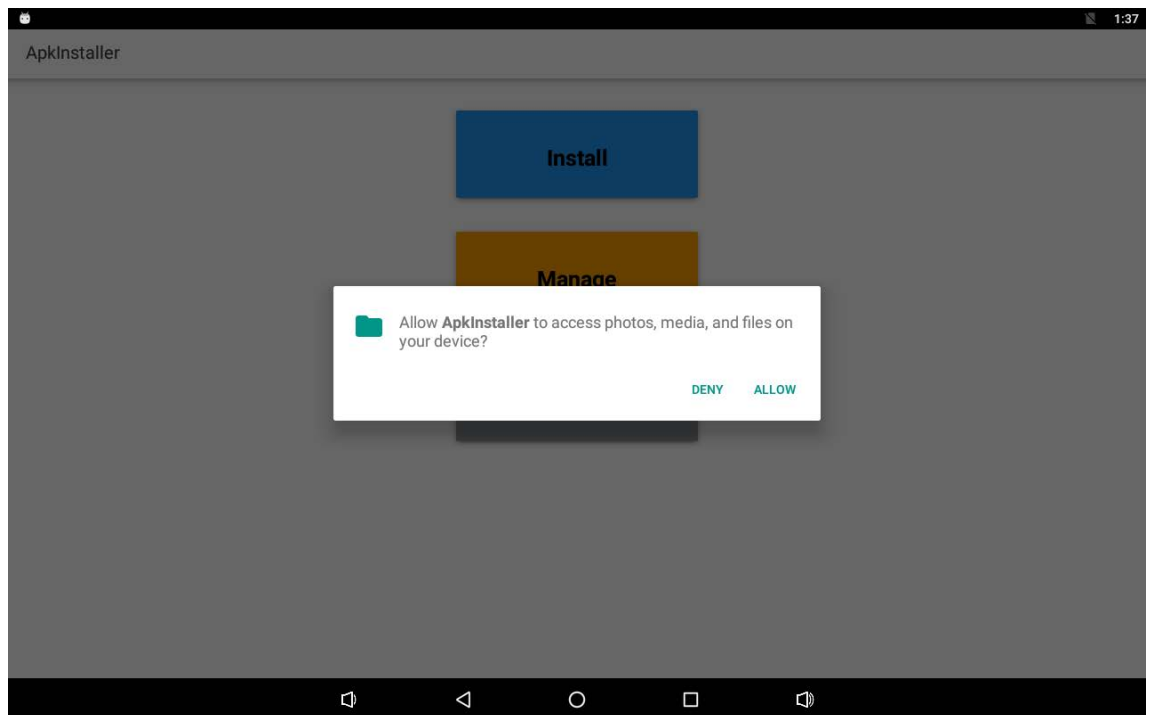 1:37
ApkInstaller
Install
Manage
Allow ApkInstaller to access photos, media, and files on
your device?
DENY ALLOW